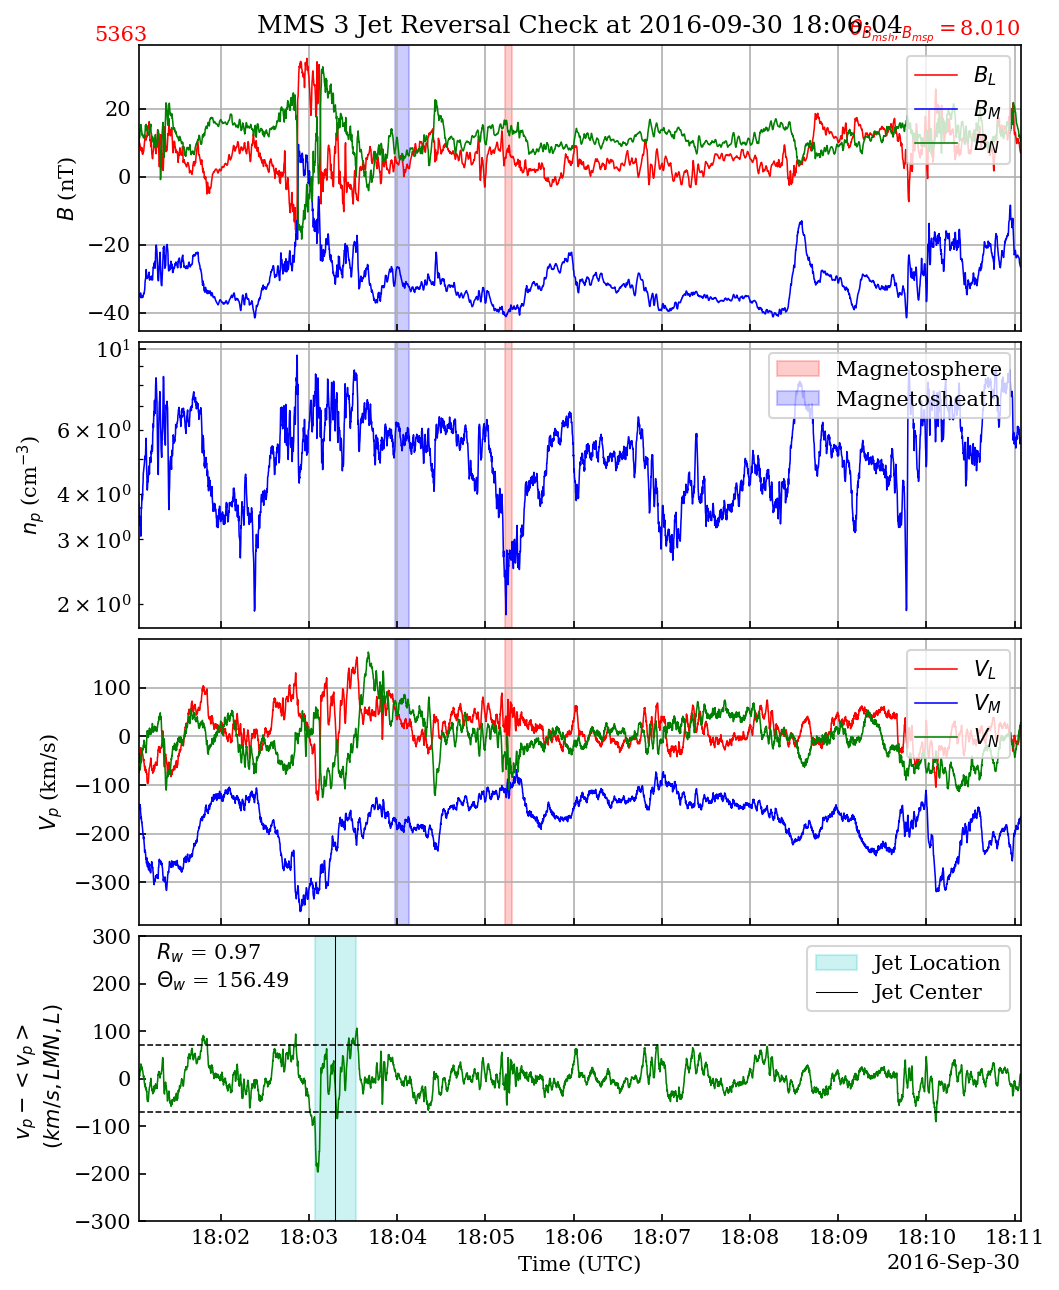 MMS 3 Jet Reversal Check at 2016-09-30 18:06:04
5363
θ_{B_{msh}, B_{msp}} = 8.010
B_L
B_M
B_N
20
0
−20
−40
B (nT)
Magnetosphere
Magnetosheath
10^1
6 × 10^0
4 × 10^0
3 × 10^0
2 × 10^0
n_p (cm^{−3})
V_L
V_M
V_N
100
0
−100
−200
−300
V_p (km/s)
R_w = 0.97
Θ_w = 156.49
Jet Location
Jet Center
300
200
100
0
−100
−200
−300
v_p − < v_p >
(km/s, LMN, L)
18:02 18:03 18:04 18:05 18:06 18:07 18:08 18:09 18:10 18:11
Time (UTC)
2016-Sep-30